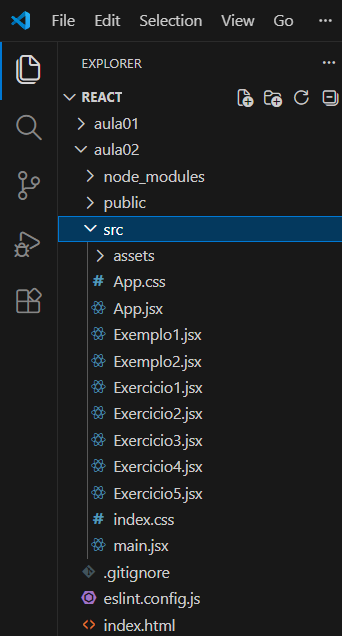 File Edit Selection View Go ...
EXPLORER ...
REACT
aula01
aula02
node_modules
public
src
assets
# App.css
App.jsx
Exemplo1.jsx
Exemplo2.jsx
Exercicio1.jsx
Exercicio2.jsx
Exercicio3.jsx
Exercicio4.jsx
Exercicio5.jsx
# index.css
main.jsx
.gitignore
eslint.config.js
<> index.html